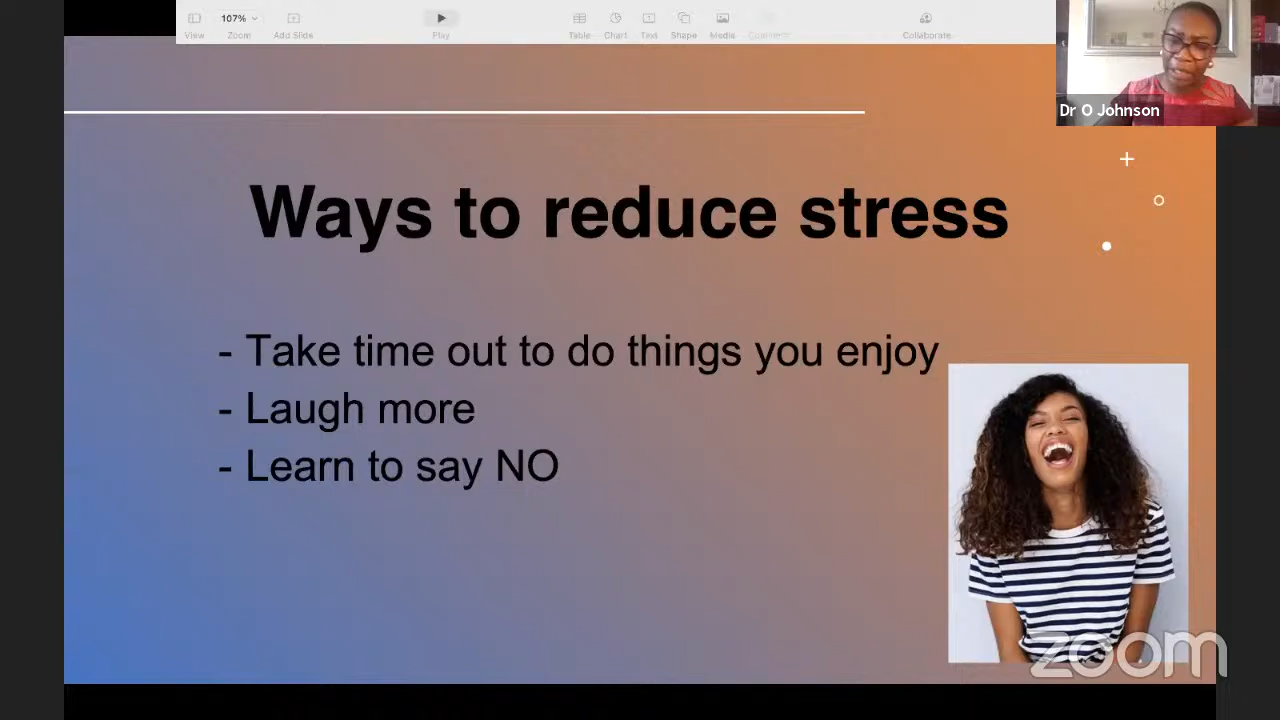 107%
View
Zoom
Add Slide
Play
Table
Chart
Text
Shape
Media
Comment
Collaborate
Dr O Johnson
Ways to reduce stress
- Take time out to do things you enjoy
- Laugh more
- Learn to say NO
zoom